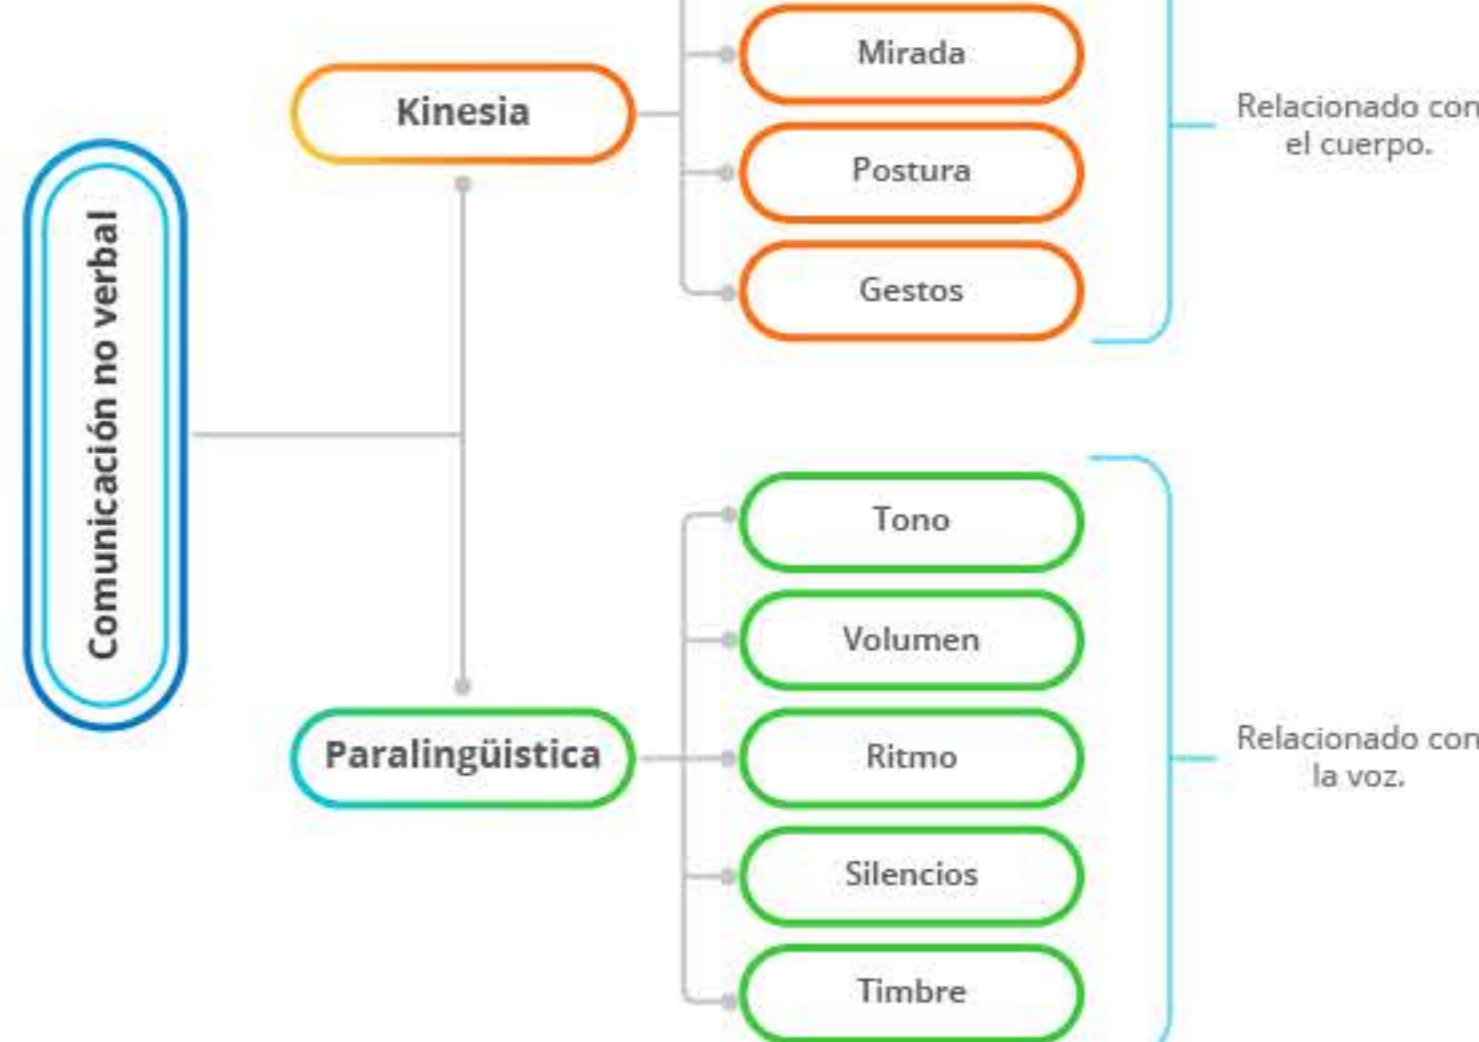 Comunicación no verbal
Kinesia
Mirada
Postura
Gestos
Relacionado con
el cuerpo.
Paralingüistica
Tono
Volumen
Ritmo
Silencios
Timbre
Relacionado con
la voz.